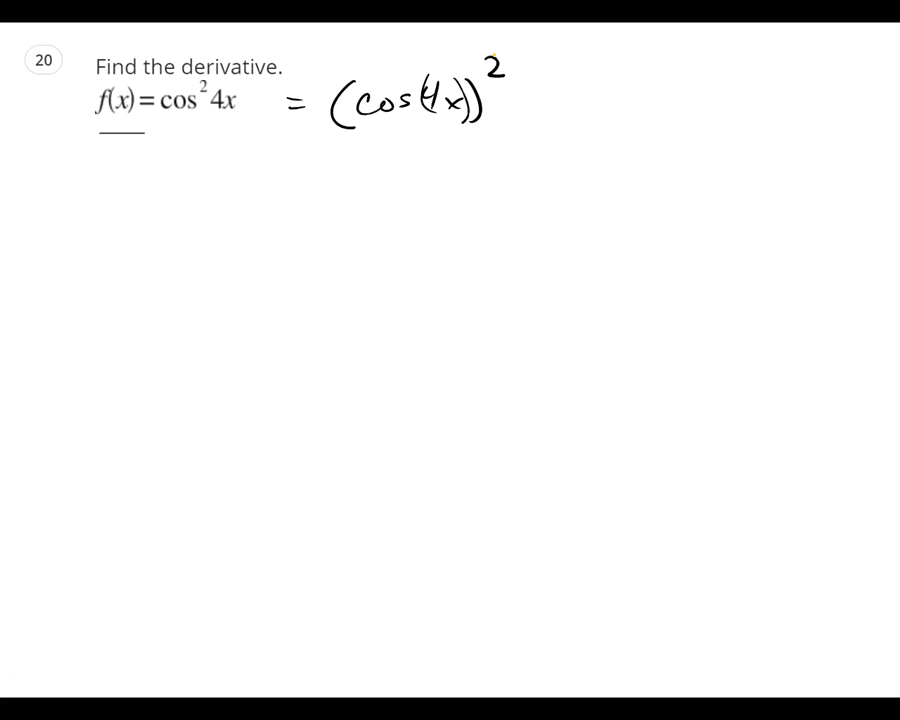 20 Find the derivative.
f(x) = cos² 4x = (cos(4x))²